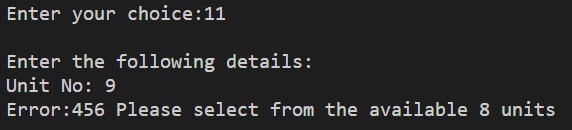 Enter your choice:11
Enter the following details:
Unit No: 9
Error:456 Please select from the available 8 units